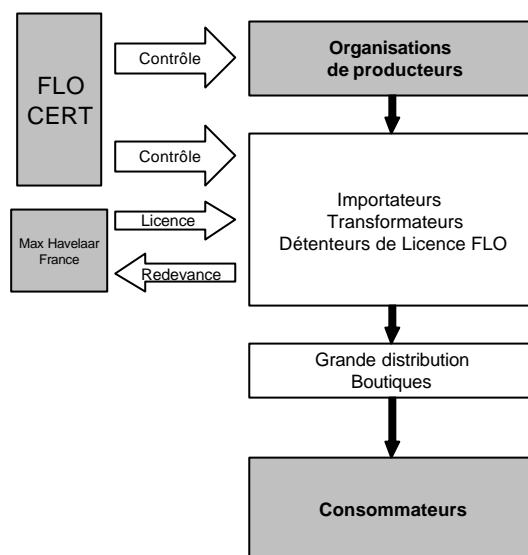 FLO
CERT
Contrôle
Organisations
de producteurs
Contrôle
Importateurs
Transformateurs
Détenteurs de Licence FLO
Max Havelaar
France
Licence
Redevance
Grande distribution
Boutiques
Consommateurs